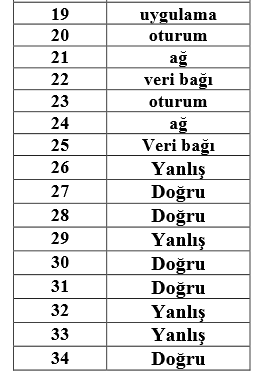 19 uygulama
20 oturum
21 ağ
22 veri bağı
23 oturum
24 ağ
25 Veri bağı
26 Yanlış
27 Doğru
28 Doğru
29 Yanlış
30 Doğru
31 Doğru
32 Yanlış
33 Yanlış
34 Doğru